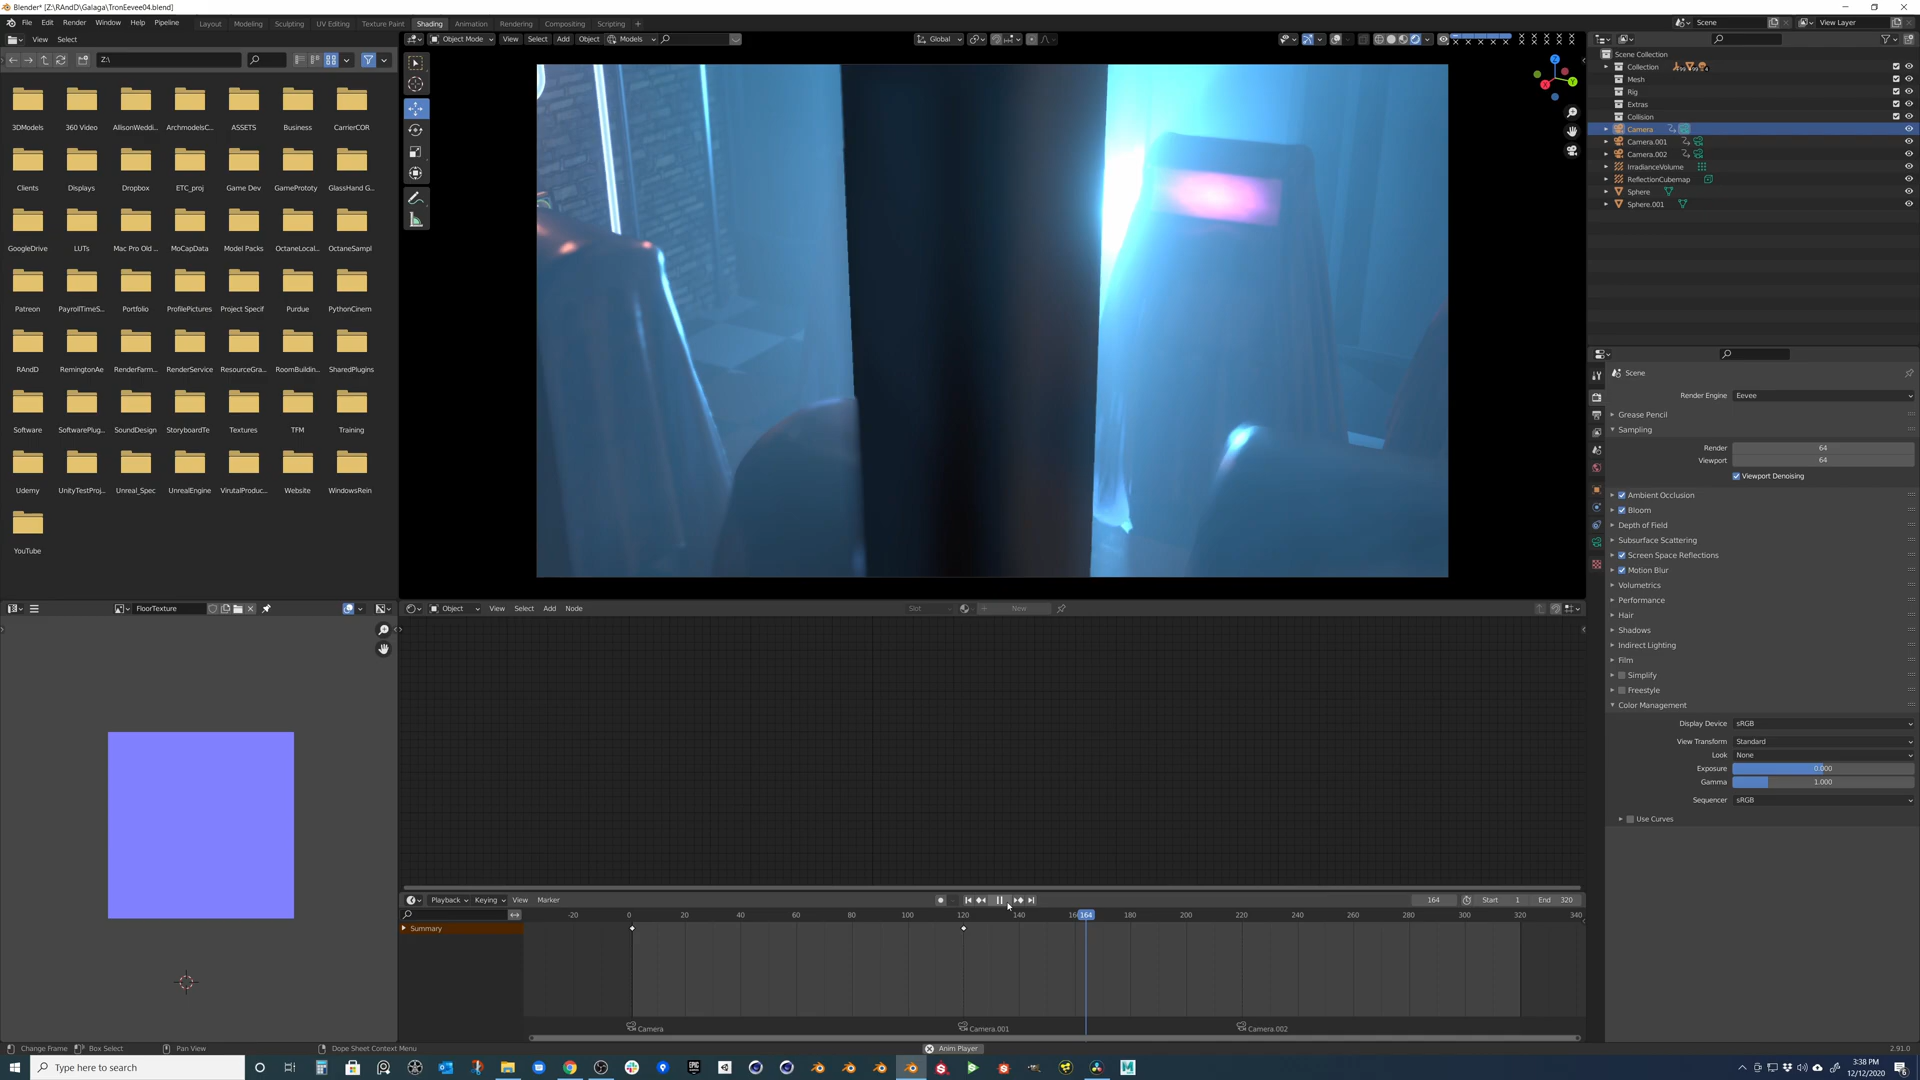 Blender* [Z:\RAndD\Galaga\TronEevee04.blend]
File Edit Render Window Help Pipeline
Layout Modeling Sculpting UV Editing Texture Paint Shading Animation Rendering Compositing Scripting +
Scene
View Layer
View Select
Object Mode View Select Add Object Models
Global
Z:\
3DModels 360 Video AllisonWeddi... ArchmodelsC... ASSETS Business CarrierCOR
Clients Displays Dropbox ETC_proj Game Dev GamePrototy GlassHand G...
GoogleDrive LUTs Mac Pro Old ... MoCapData Model Packs OctaneLocal... OctaneSampl
Patreon PayrollTimeS... Portfolio ProfilePictures Project Specif Purdue PythonCinem
RAndD RemingtonAe RenderFarm... RenderService ResourceGra... RoomBuildin... SharedPlugins
Software SoftwarePlug... SoundDesign StoryboardTe Textures TFM Training
Udemy UnityTestProj... Unreal_Spec UnrealEngine VirutalProduc... Website WindowsRein
YouTube
Scene Collection
Collection
Mesh
Rig
Extras
Collision
Camera
Camera.001
Camera.002
IrradianceVolume
ReflectionCubemap
Sphere
Sphere.001
Scene
Render Engine Eevee
Grease Pencil
Sampling
Render 64
Viewport 64
Viewport Denoising
Ambient Occlusion
Bloom
Depth of Field
Subsurface Scattering
Screen Space Reflections
Motion Blur
Volumetrics
Performance
Hair
Shadows
Indirect Lighting
Film
Simplify
Freestyle
Color Management
Display Device sRGB
View Transform Standard
Look None
Exposure 0.000
Gamma 1.000
Sequencer sRGB
Use Curves
FloorTexture
Object View Select Add Node
Slot
New
Playback Keying View Marker
164 Start 1 End 320
-20 0 20 40 60 80 100 120 140 164 180 200 220 240 260 280 300 320 340
Summary
Camera Camera.001 Camera.002
Change Frame Box Select Pan View Dope Sheet Context Menu
Anim Player
2.91.0
Type here to search
3:38 PM
12/12/2020